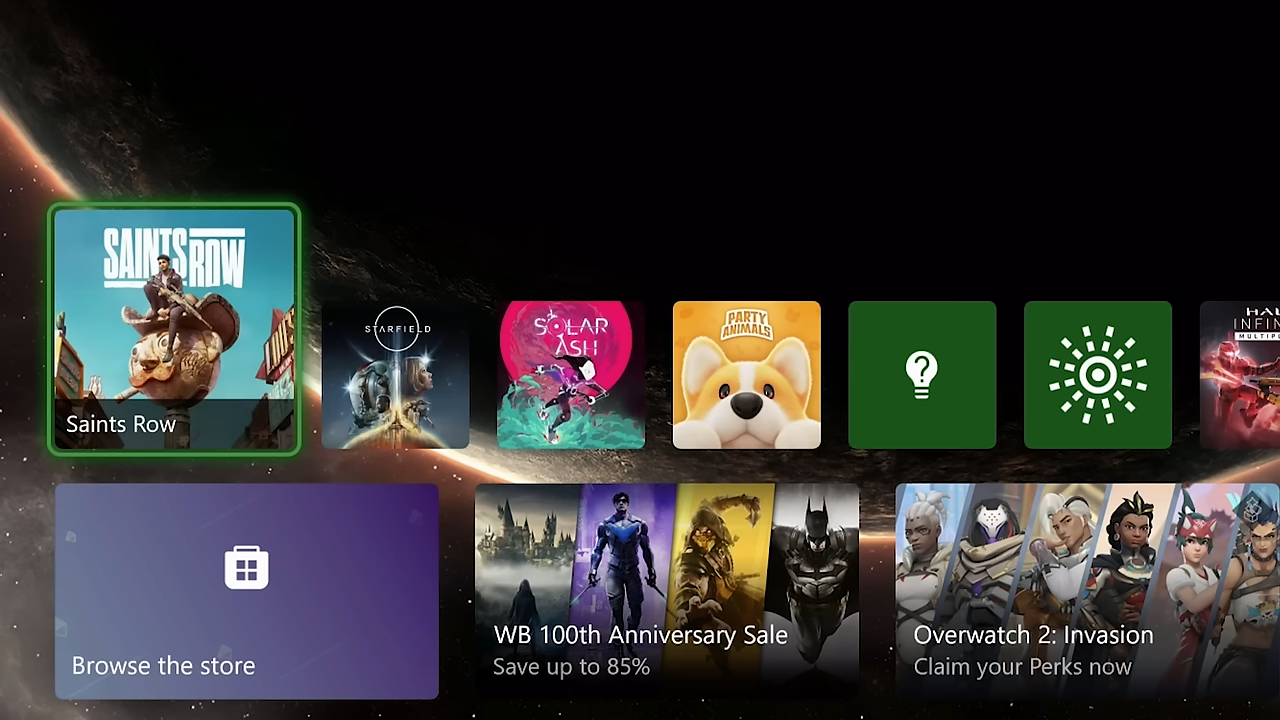 SAINTS ROW
Saints Row
STARFIELD
SOLAR
ASH
PARTY
ANIMALS
?
Browse the store
WB 100th Anniversary Sale
Save up to 85%
Overwatch 2: Invasion
Claim your Perks now